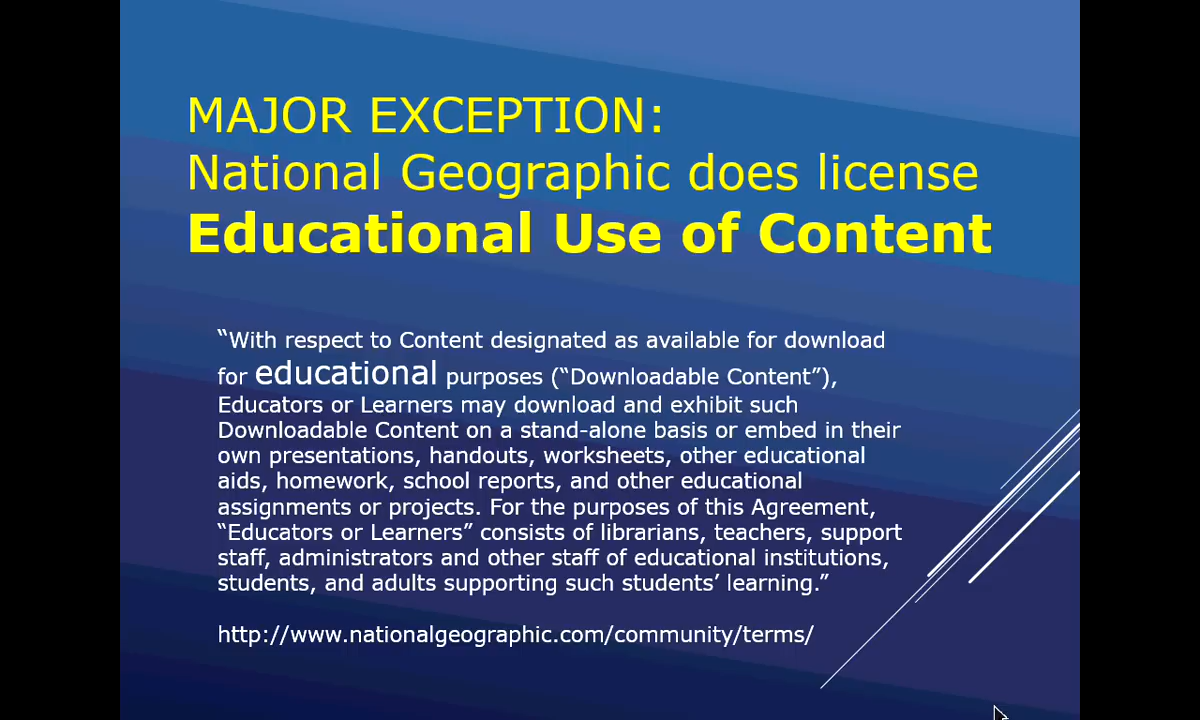 MAJOR EXCEPTION:
National Geographic does license
Educational Use of Content
“With respect to Content designated as available for download
for educational purposes (“Downloadable Content”),
Educators or Learners may download and exhibit such
Downloadable Content on a stand-alone basis or embed in their
own presentations, handouts, worksheets, other educational
aids, homework, school reports, and other educational
assignments or projects. For the purposes of this Agreement,
“Educators or Learners” consists of librarians, teachers, support
staff, administrators and other staff of educational institutions,
students, and adults supporting such students’ learning.”
http://www.nationalgeographic.com/community/terms/